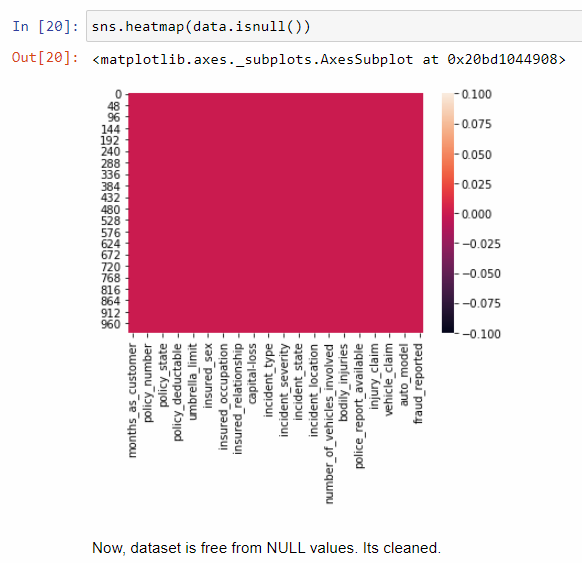 In [20]: sns.heatmap(data.isnull())
Out[20]: <matplotlib.axes._subplots.AxesSubplot at 0x20bd1044908>
0
48
96
144
192
240
288
336
384
432
480
528
576
624
672
720
768
816
864
912
960
0.100
0.075
0.050
0.025
0.000
−0.025
−0.050
−0.075
−0.100
months_as_customer
policy_number
policy_state
policy_deductable
umbrella_limit
insured_sex
insured_occupation
insured_relationship
capital-loss
incident_type
incident_severity
incident_state
incident_location
number_of_vehicles_involved
bodily_injuries
police_report_available
injury_claim
vehicle_claim
auto_model
fraud_reported
Now, dataset is free from NULL values. Its cleaned.